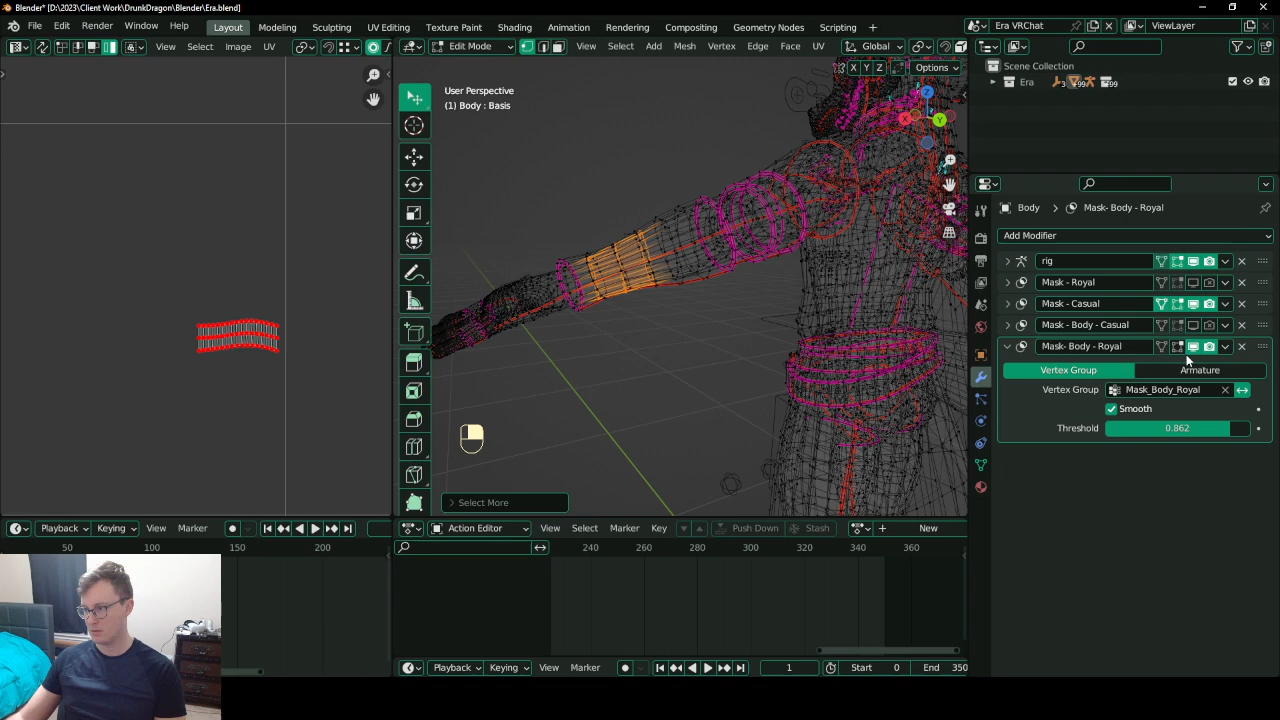 Blender* [D:\2023\Client Work\DrunkDragon\Blender\Era.blend]
File Edit Render Window Help Layout Modeling Sculpting UV Editing Texture Paint Shading Animation Rendering Compositing Geometry Nodes Scripting + Era VRChat ViewLayer
View Select Image UV Edit Mode View Select Add Mesh Vertex Edge Face UV Global
X Y Z Options
Scene Collection
Era
User Perspective
(1) Body : Basis
Body > Mask- Body - Royal
Add Modifier
rig
Mask - Royal
Mask - Casual
Mask - Body - Casual
Mask- Body - Royal
Vertex Group Armature
Vertex Group Mask_Body_Royal
Smooth
Threshold 0.862
Select More
Playback Keying View Marker
Action Editor View Select Marker Key Push Down Stash New
50 100 150 200
240 260 280 300 320 340 360
Playback Keying View Marker 1 Start 0 End 350